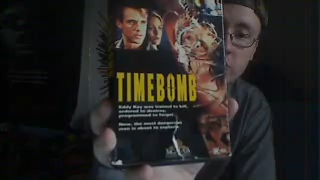 TIMEBOMB
Eddy Kay was trained to kill,
ordered to destroy,
programmed to forget.
Now, the most dangerous
man is about to explode.